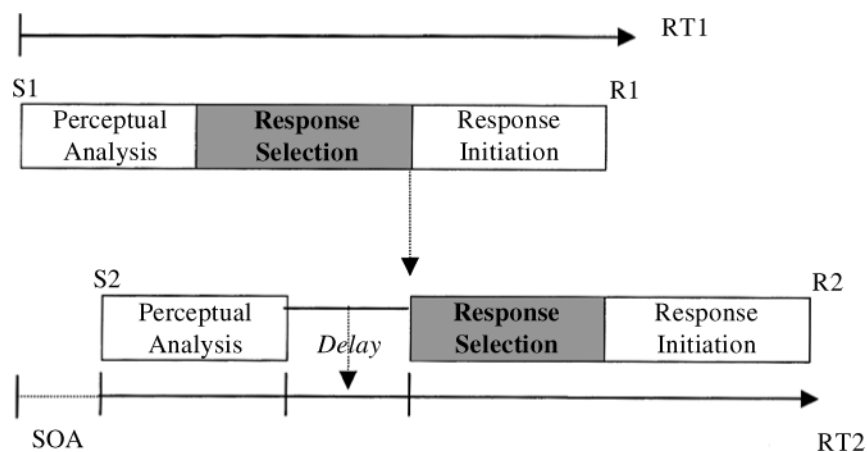 RT1
S1
R1
Perceptual Analysis
Response Selection
Response Initiation
S2
R2
Perceptual Analysis
Delay
Response Selection
Response Initiation
SOA
RT2